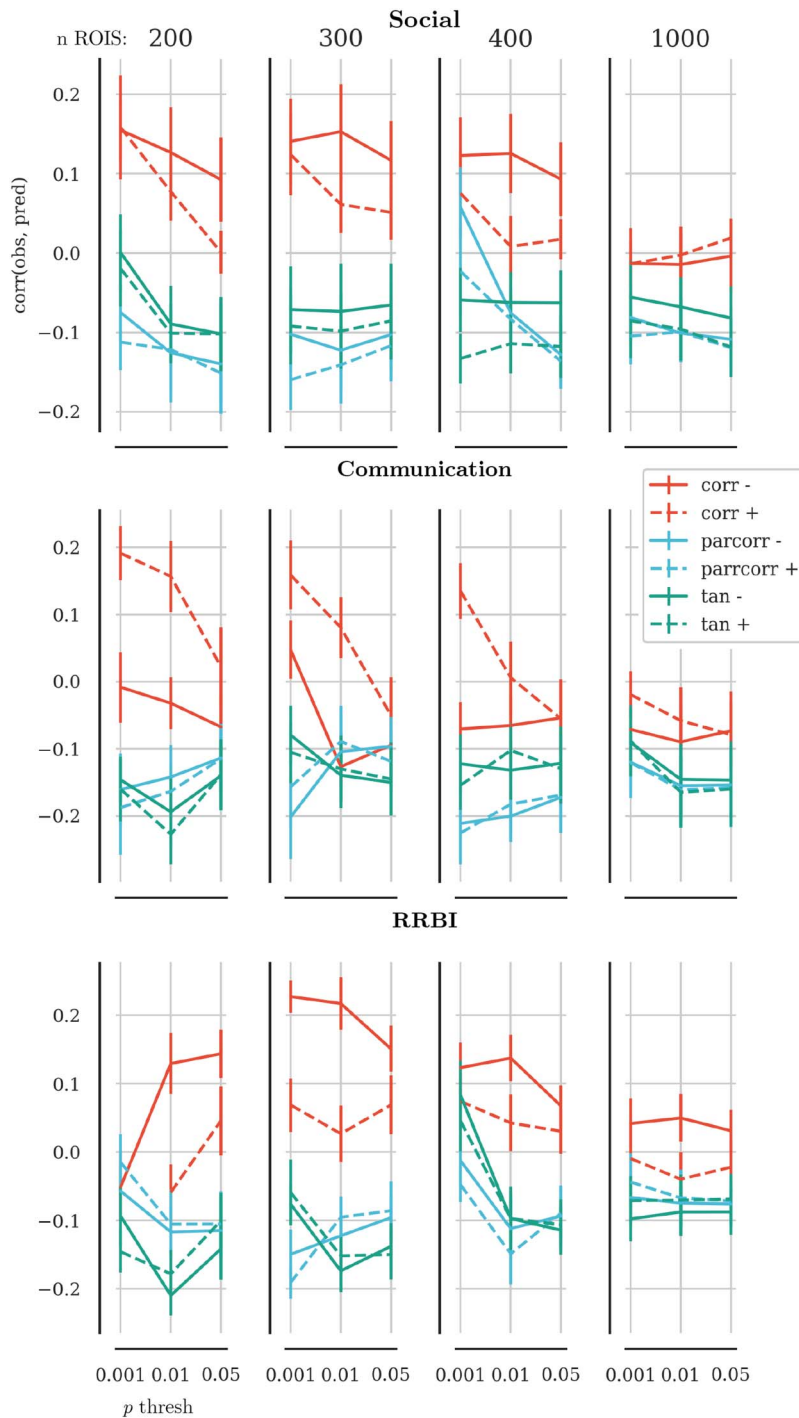 Social
n ROIS: 200 300 400 1000
corr(obs, pred)
0.2
0.1
0.0
−0.1
−0.2
Communication
corr -
corr +
parcorr -
parrcorr +
tan -
tan +
0.2
0.1
0.0
−0.1
−0.2
RRBI
0.2
0.1
0.0
−0.1
−0.2
0.001 0.01 0.05 0.001 0.01 0.05 0.001 0.01 0.05 0.001 0.01 0.05
p thresh